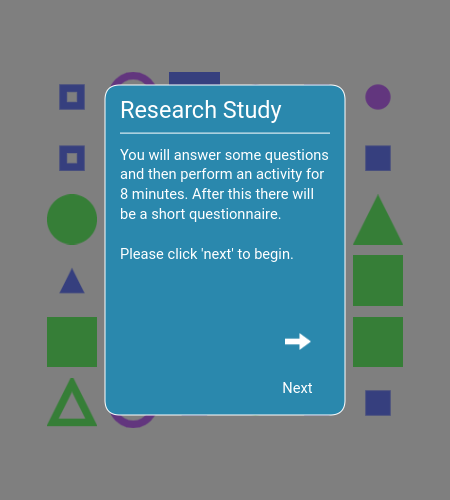 Research Study
You will answer some questions
and then perform an activity for
8 minutes. After this there will
be a short questionnaire.
Please click 'next' to begin.
Next